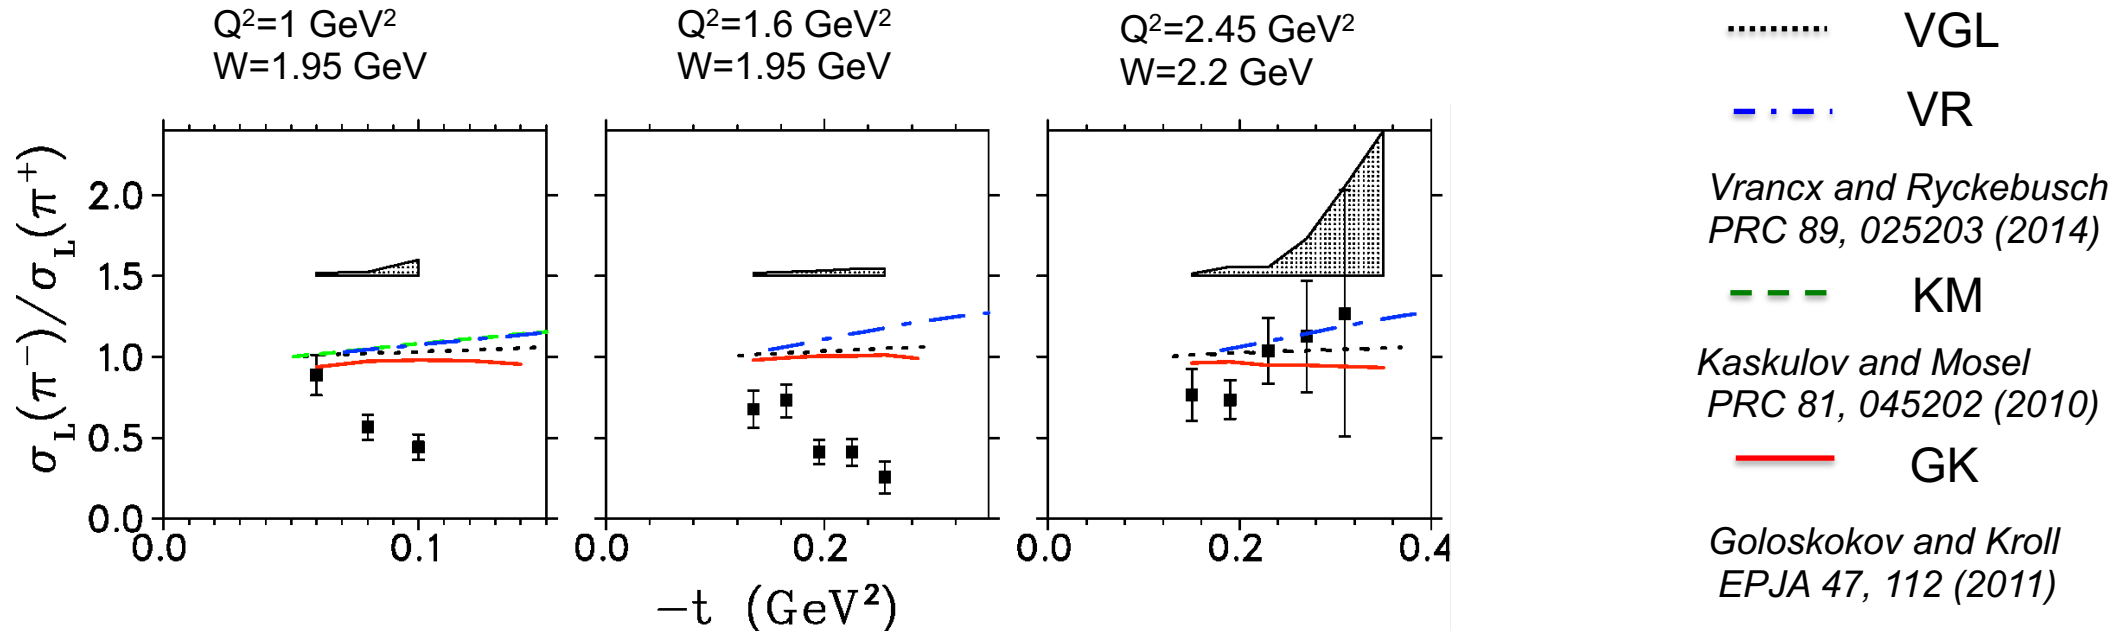 Q²=1 GeV²
W=1.95 GeV
Q²=1.6 GeV²
W=1.95 GeV
Q²=2.45 GeV²
W=2.2 GeV
σ_L(π⁻)/σ_L(π⁺)
2.0
1.5
1.0
0.5
0.0
0.0 0.1 0.0 0.2 0.0 0.2 0.4
−t (GeV²)
VGL
VR
Vrancx and Ryckebusch
PRC 89, 025203 (2014)
KM
Kaskulov and Mosel
PRC 81, 045202 (2010)
GK
Goloskokov and Kroll
EPJA 47, 112 (2011)